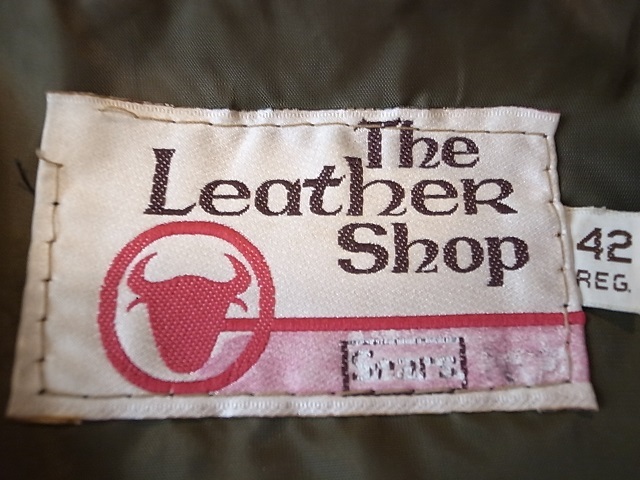 The
Leather
Shop
42
REG.
Sears